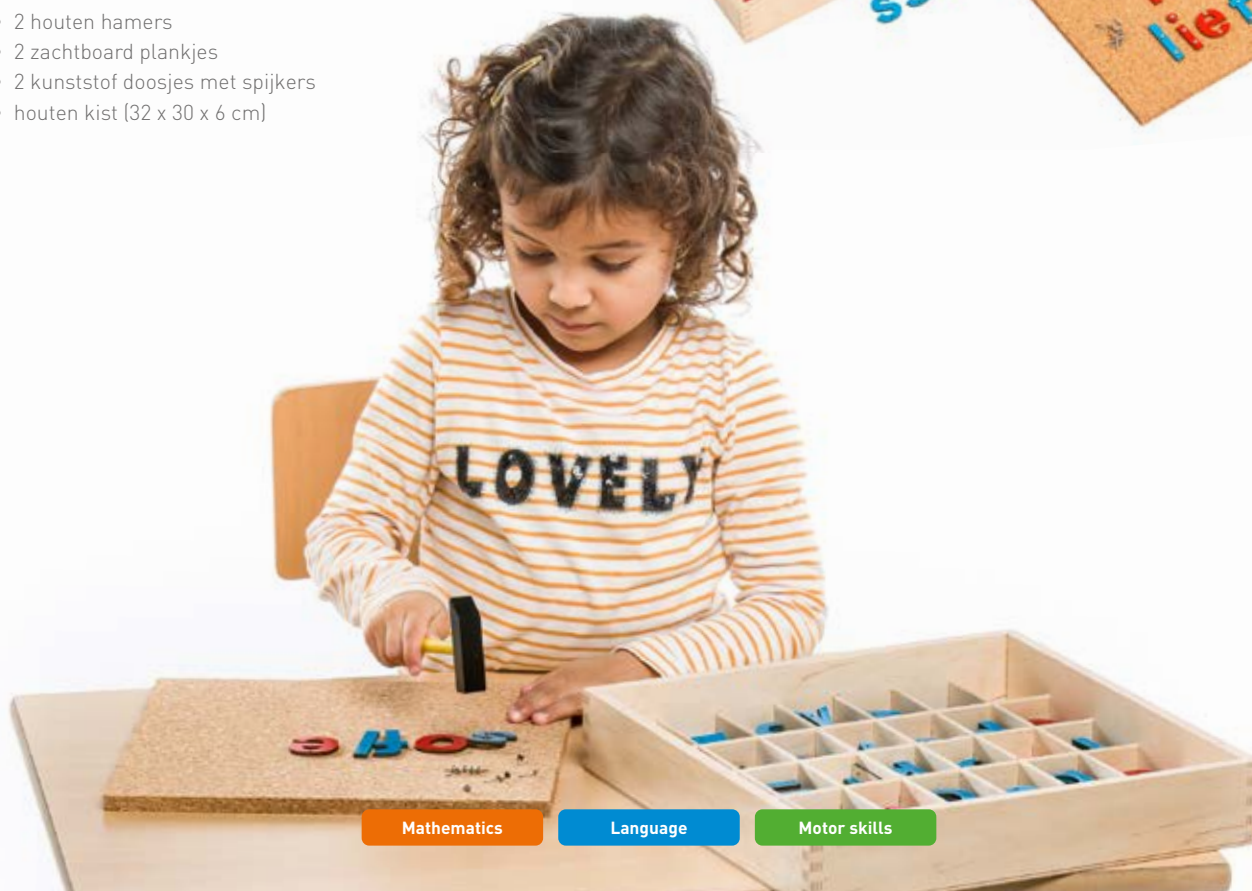 2 houten hamers
2 zachtboard plankjes
2 kunststof doosjes met spijkers
houten kist (32 x 30 x 6 cm)
LOVELY
Mathematics
Language
Motor skills